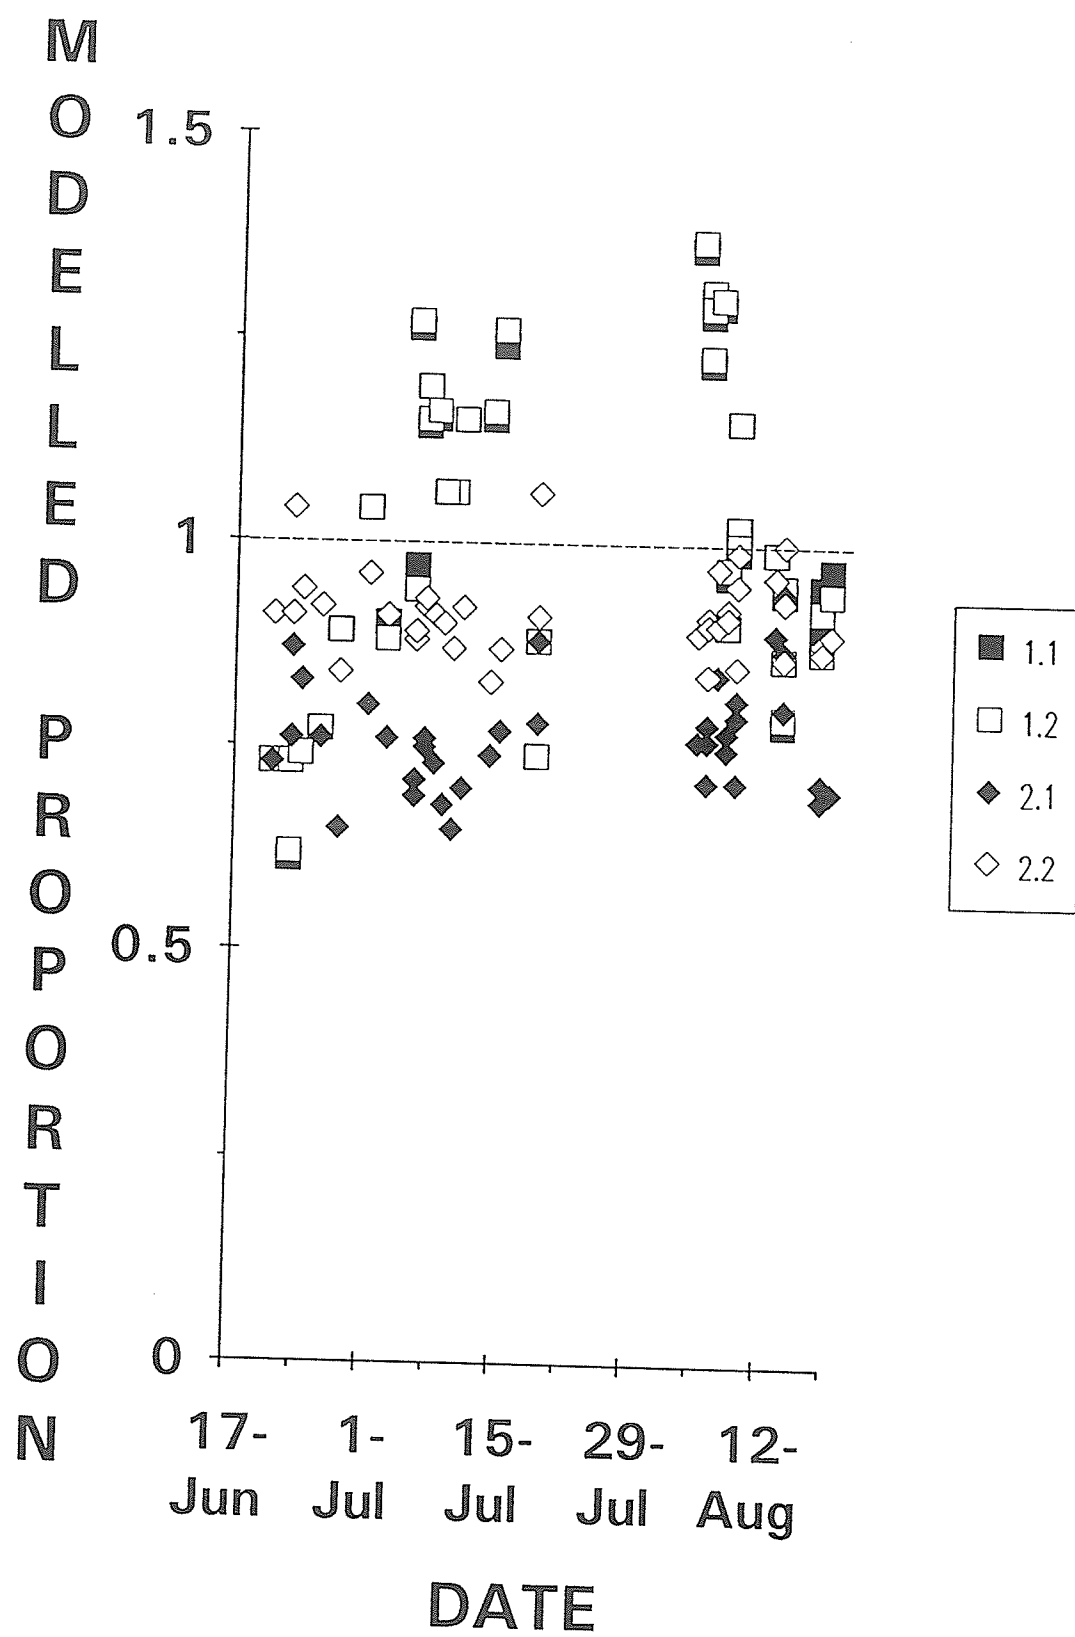 MODELLED PROPORTION
1.5
1
0.5
0
17-
Jun
1-
Jul
15-
Jul
29-
Jul
12-
Aug
DATE
1.1
1.2
2.1
2.2